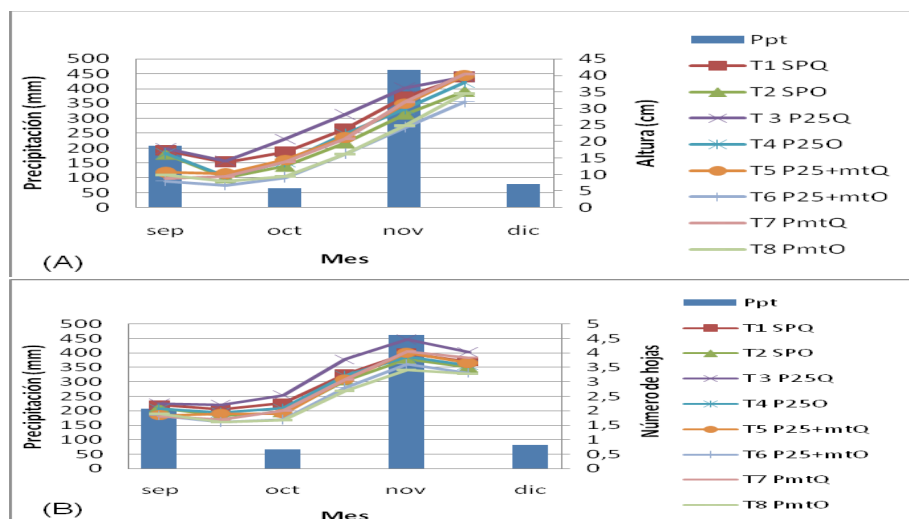 500
450
400
350
300
250
200
150
100
50
0
Precipitación (mm)
45
40
35
30
25
20
15
10
5
0
Altura (cm)
sep oct nov dic
Mes
(A)
Ppt
T1 SPQ
T2 SPO
T 3 P25Q
T4 P25O
T5 P25+mtQ
T6 P25+mtO
T7 PmtQ
T8 PmtO
500
450
400
350
300
250
200
150
100
50
0
Precipitación (mm)
5
4,5
4
3,5
3
2,5
2
1,5
1
0,5
0
Número de hojas
sep oct nov dic
Mes
(B)
Ppt
T1 SPQ
T2 SPO
T 3 P25Q
T4 P25O
T5 P25+mtQ
T6 P25+mtO
T7 PmtQ
T8 PmtO